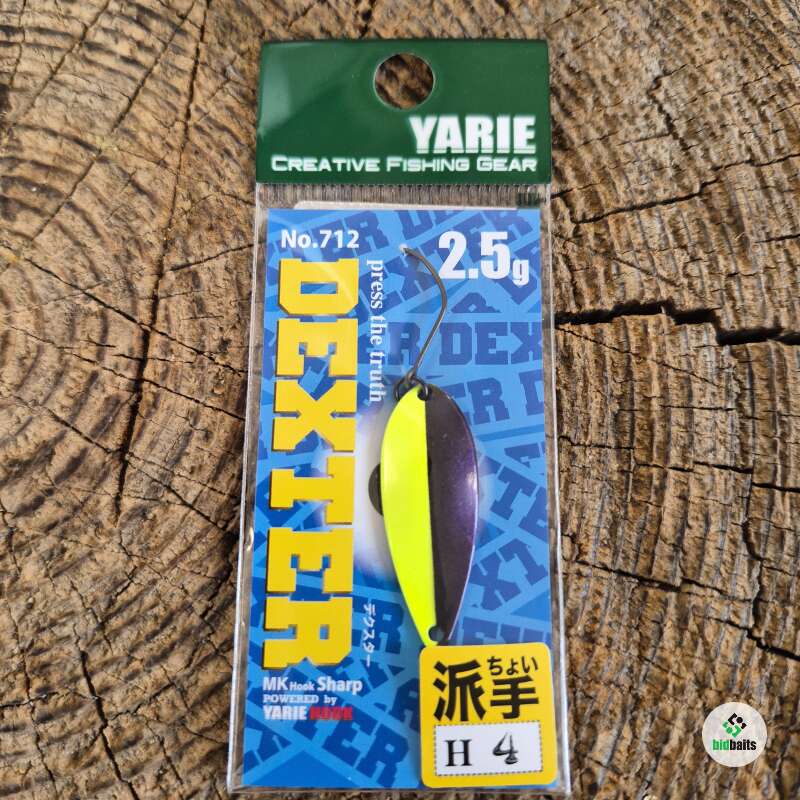 YARIE
CREATIVE FISHING GEAR
No.712
2.5g
DEXTER
press the truth
デクスター
MK Hook Sharp
POWERED by
YARIE HOOK
ちょい
派手
H 4
bidbaits